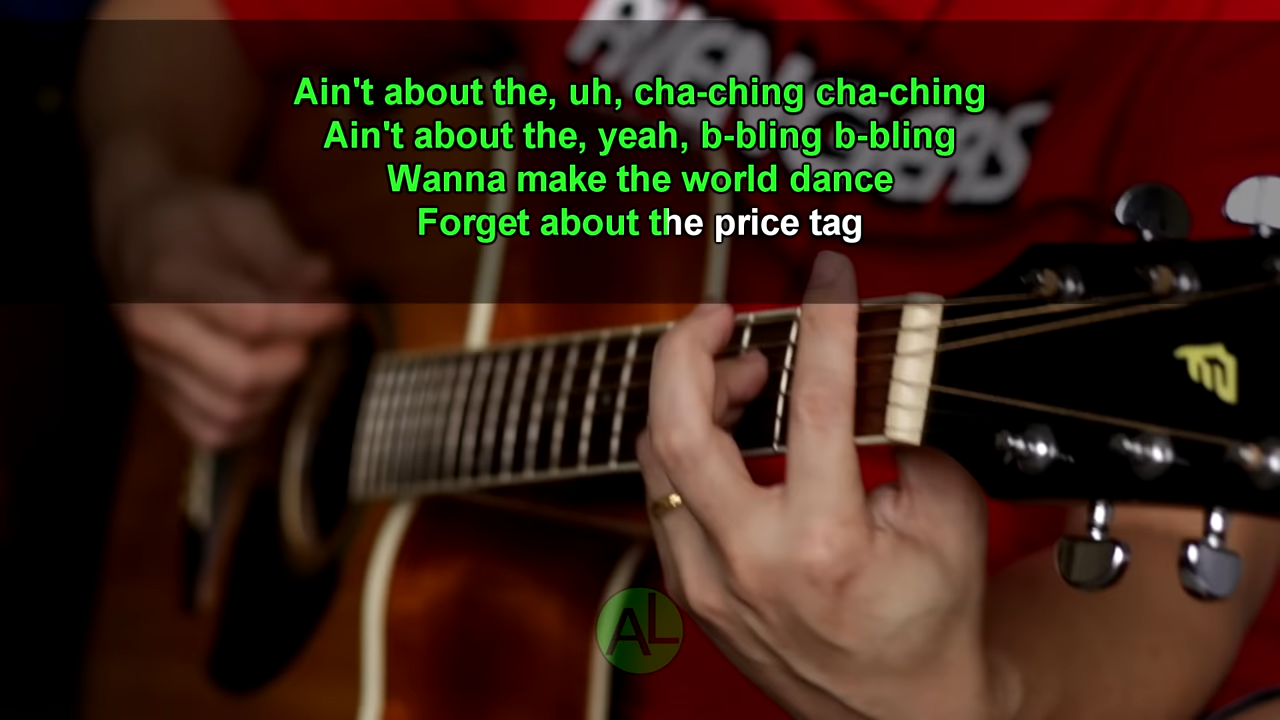 Ain't about the, uh, cha-ching cha-ching
Ain't about the, yeah, b-bling b-bling
Wanna make the world dance
Forget about the price tag
AL